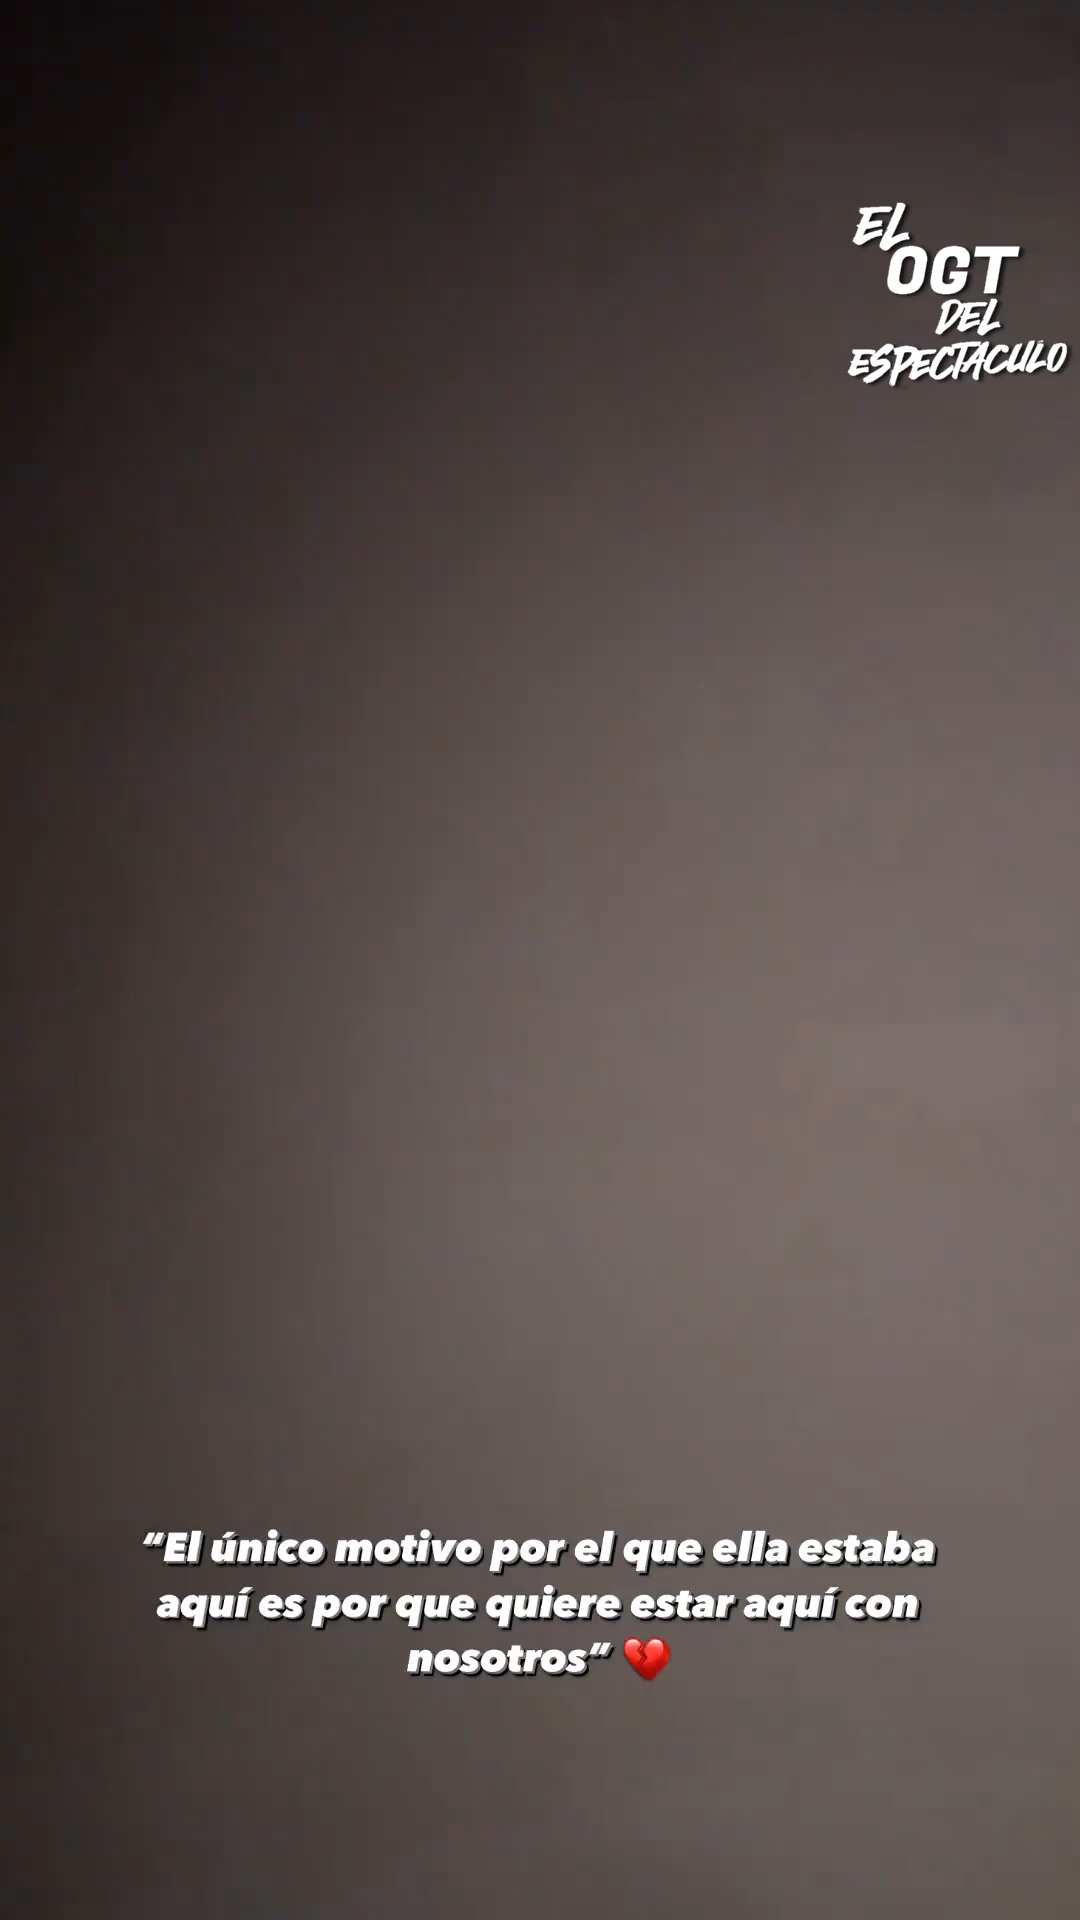 EL
OGT
DEL
ESPECTACULO
“El único motivo por el que ella estaba
aquí es por que quiere estar aquí con
nosotros” 💔